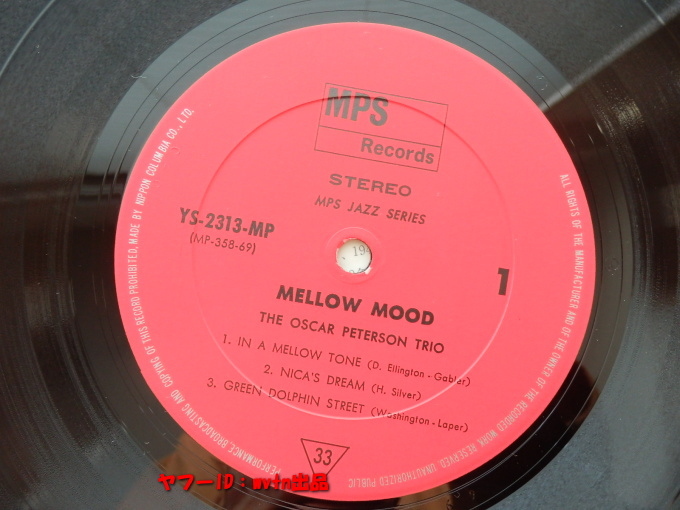 MPS
Records
STEREO
MPS JAZZ SERIES
YS-2313-MP
(MP-358-69)
1
MELLOW MOOD
THE OSCAR PETERSON TRIO
1. IN A MELLOW TONE (D. Ellington-Gabler)
2. NICA'S DREAM (H. Silver)
3. GREEN DOLPHIN STREET (Washington-Laper)
33
PERFORMANCE, BROADCASTING AND COPYING OF THIS RECORD PROHIBITED, MADE BY NIPPON COLUMBIA CO., LTD.
ALL RIGHTS OF THE MANUFACTURER AND OF THE OWNER OF THE RECORDED WORK RESERVED UNAUTHORIZED PUBLIC
ヤフーID:mvtn出品